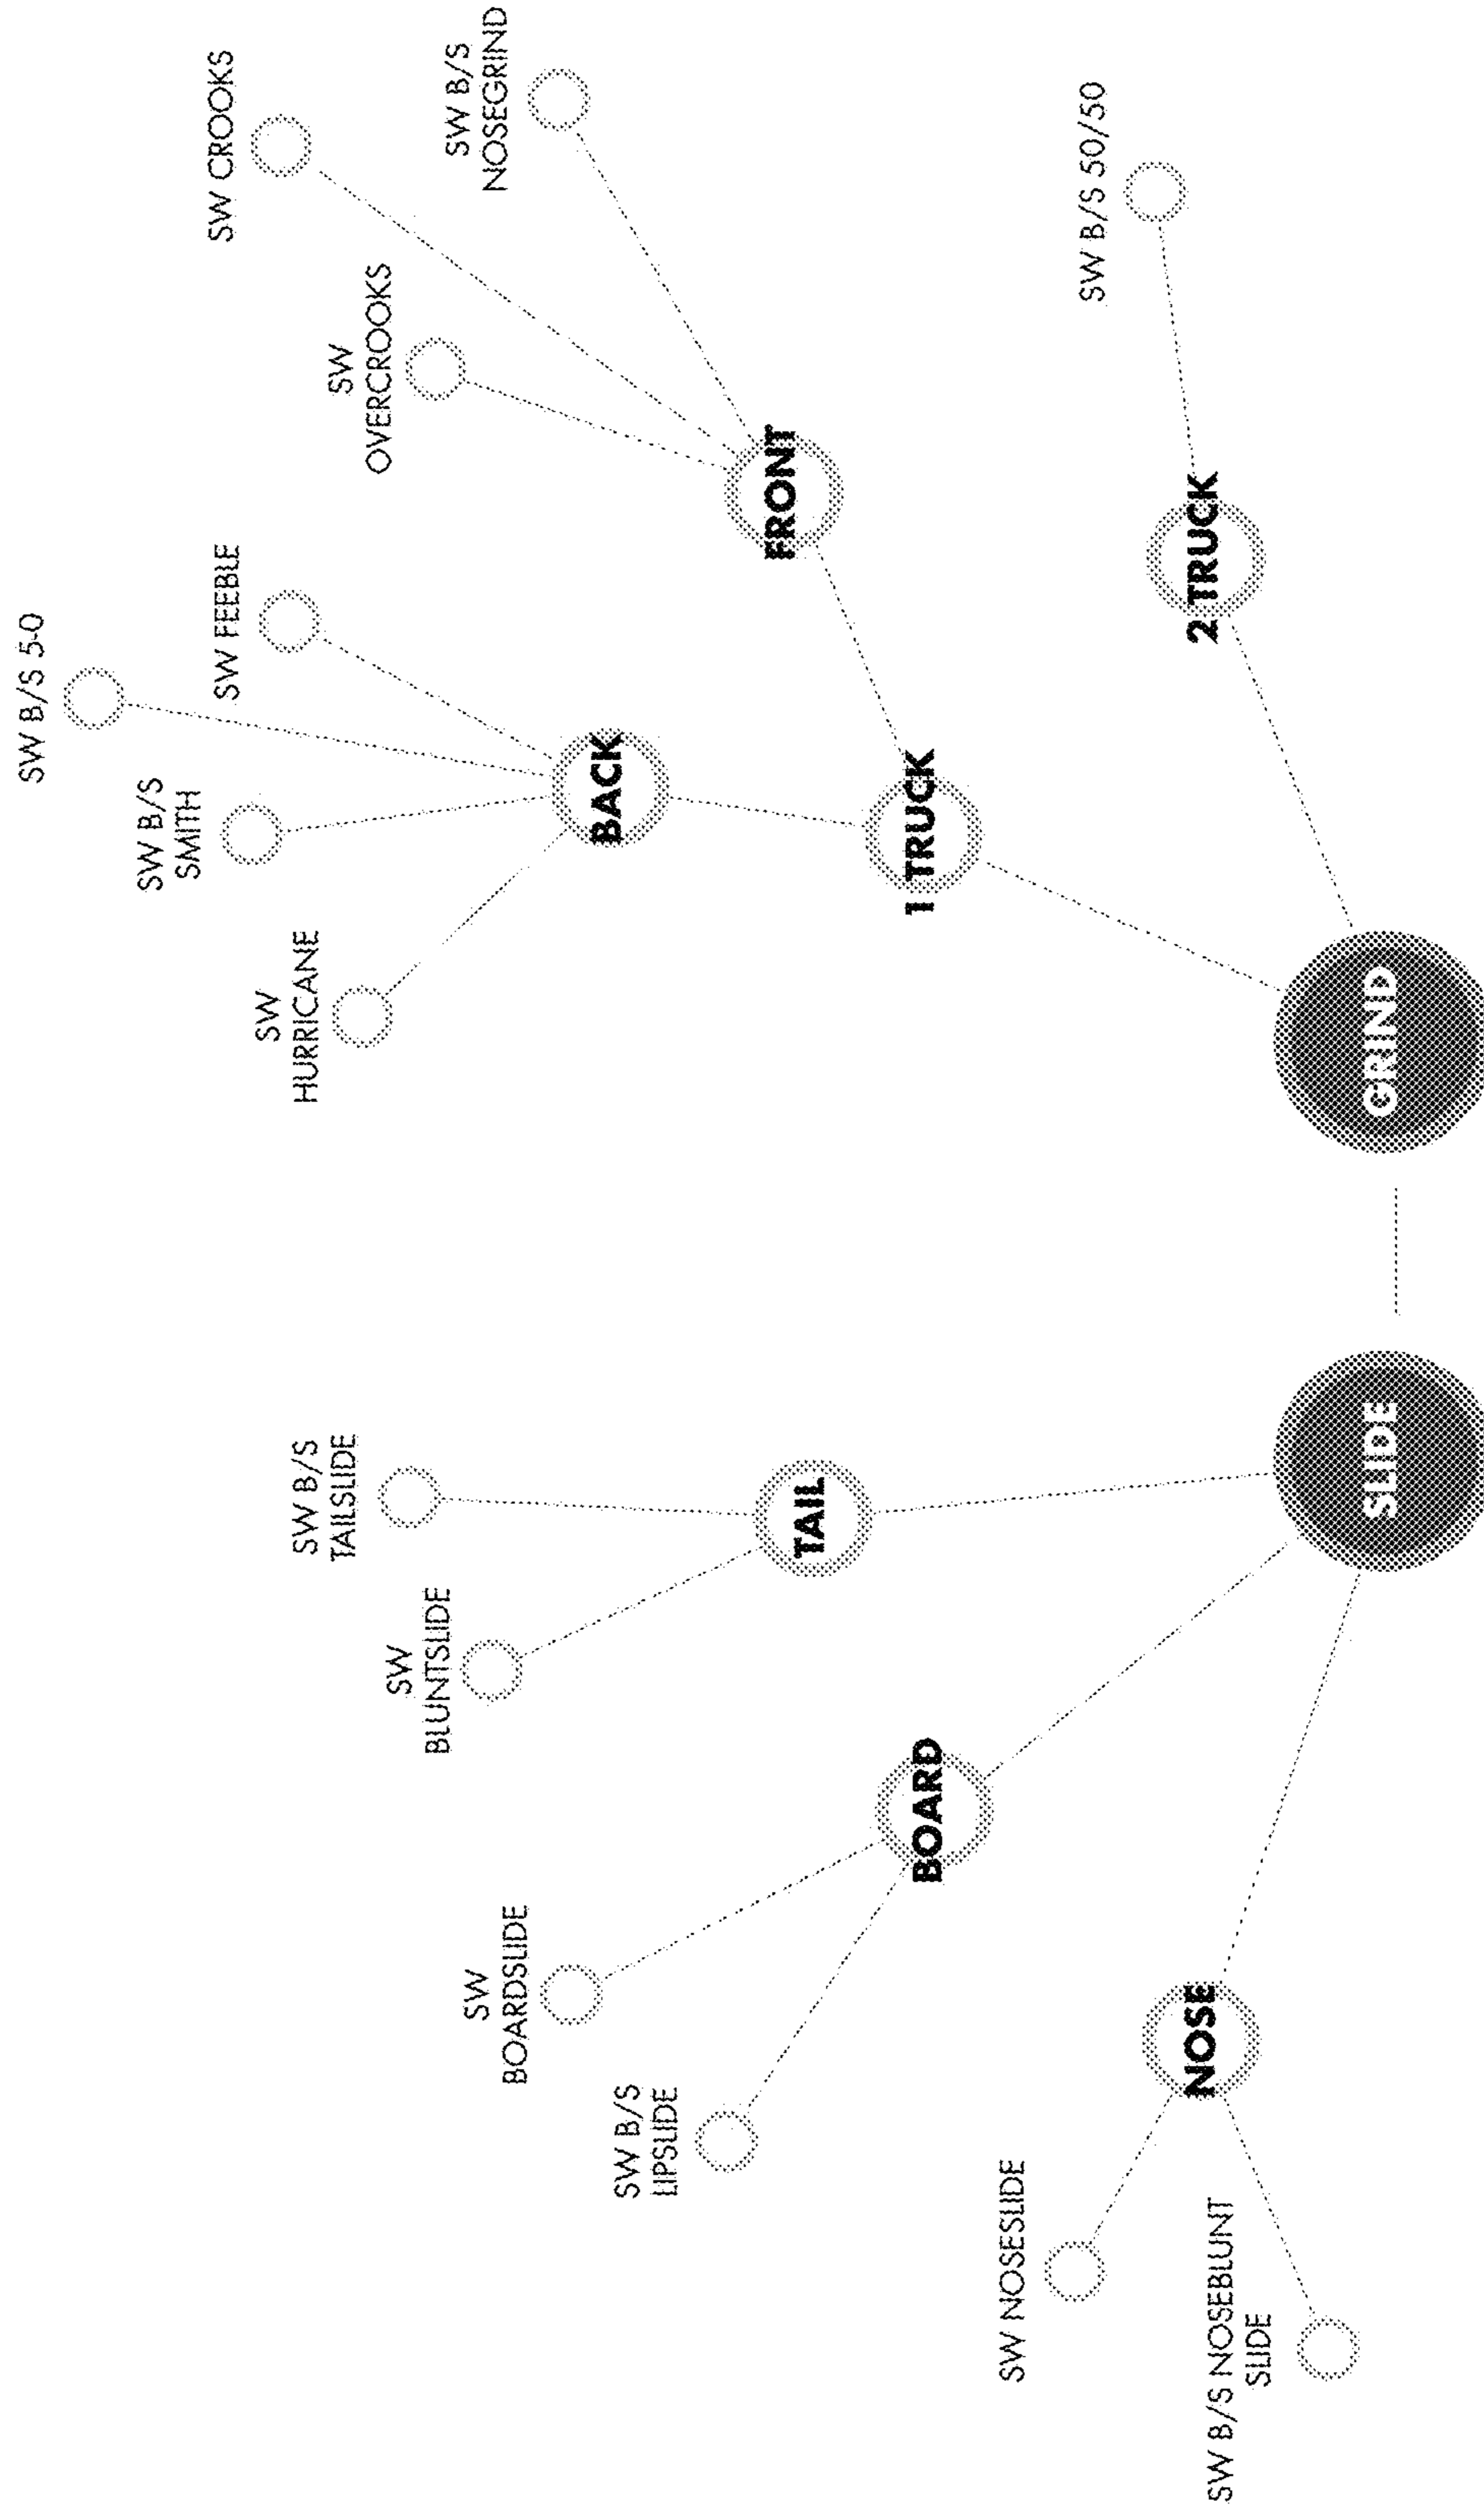 SW B/S NOSEBLUNT
SLIDE
SW NOSESLIDE
NOSE
SW B/S
LIPSLIDE
SW
BOARDSLIDE
BOARD
SW
BLUNTSLIDE
SW B/S
TAILSLIDE
TAIL
SLIDE
GRIND
SW
HURRICANE
SW B/S
SMITH
SW B/S 5-0
SW FEEBLE
BACK
1 TRUCK
SW
OVERCROOKS
SW CROOKS
SW B/S
NOSEGRIND
FRONT
2 TRUCK
SW B/S 50/50